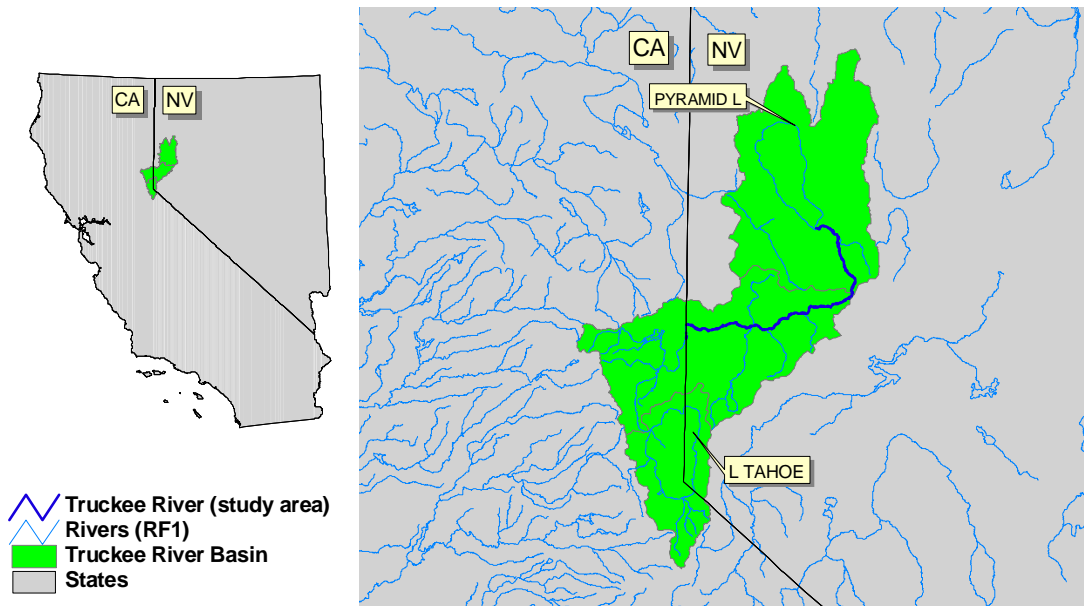 CA NV
Truckee River (study area)
Rivers (RF1)
Truckee River Basin
States
CA NV
PYRAMID L
L TAHOE